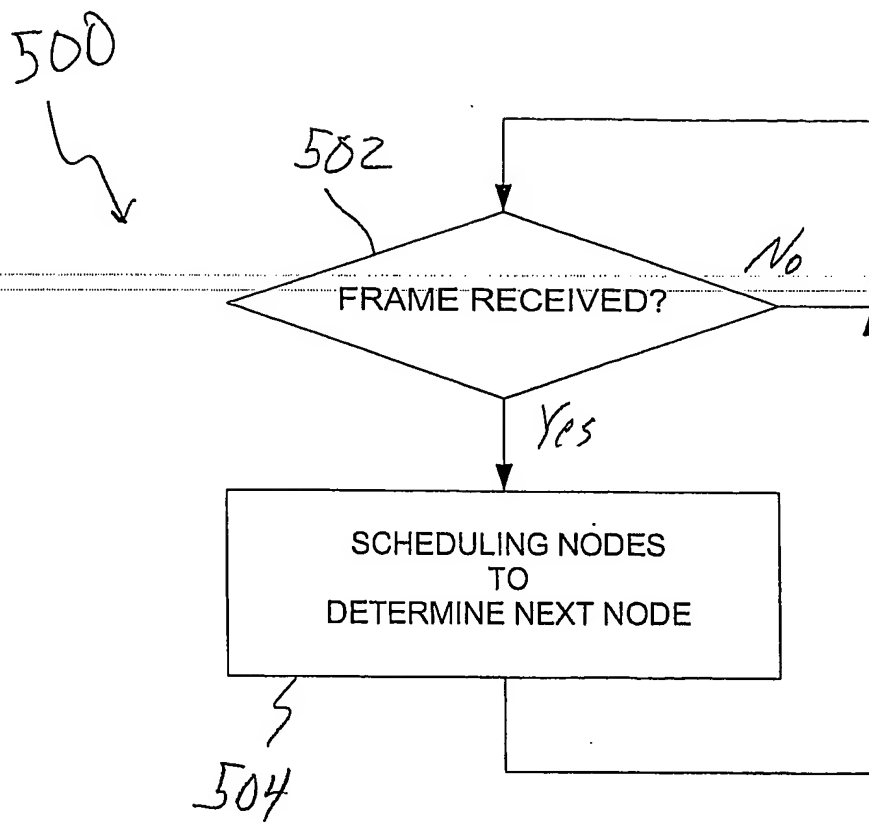 500
502
No
FRAME RECEIVED?
Yes
SCHEDULING NODES
TO
DETERMINE NEXT NODE
504